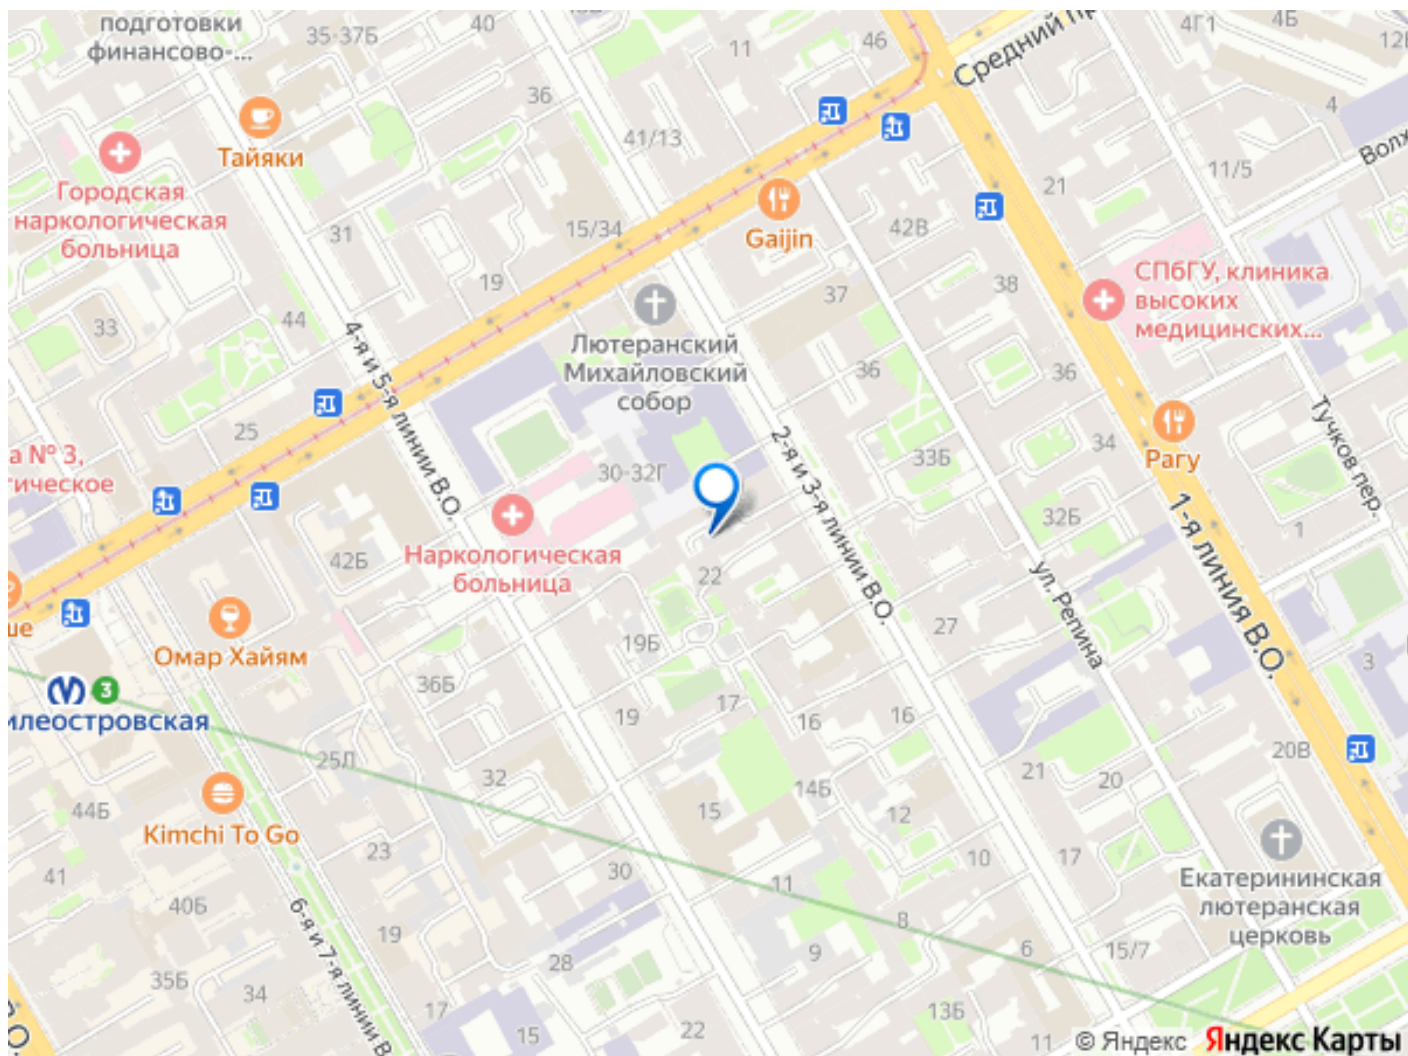 подготовки
финансово-...
35-37Б
40
11
46
Средний пр
4Г1
4Б
12В
4
36
41/13
Тайяки
Городская
наркологическая
больница
21
11/5
Волх
31
15/34
Gaijin
42В
19
37
38
СПбГУ, клиника
высоких
медицинских...
33
44
4-я и 5-я линии В.О.
Лютеранский
Михайловский
собор
36
36
Тучков пер.
25
а № 3,
гическое
30-32Г
2-я и 3-я линии В.О.
33Б
34
Рагу
1-я линия В.О.
32Б
1
42Б
Наркологическая
больница
22
ул. Репина
ше
Омар Хайям
19Б
27
3
3
илеостровская
36Б
19
17
16
16
25Л
32
14Б
21
20
20В
44Б
Kimchi To Go
15
12
23
30
10
17
41
11
Екатерининская
лютеранская
церковь
40Б
6-я и 7-я линии В
19
8
9
6
15/7
35Б
34
28
17
15
22
13Б
11
О.
© Яндекс Яндекс Карты